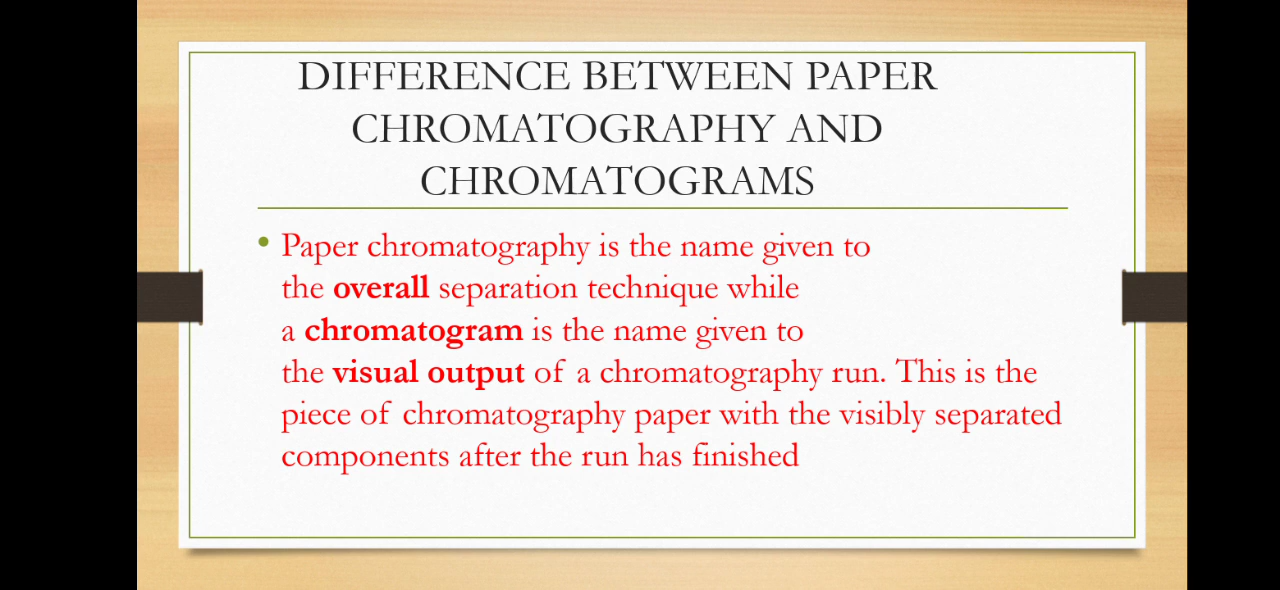 DIFFERENCE BETWEEN PAPER
CHROMATOGRAPHY AND
CHROMATOGRAMS
• Paper chromatography is the name given to
the overall separation technique while
a chromatogram is the name given to
the visual output of a chromatography run. This is the
piece of chromatography paper with the visibly separated
components after the run has finished